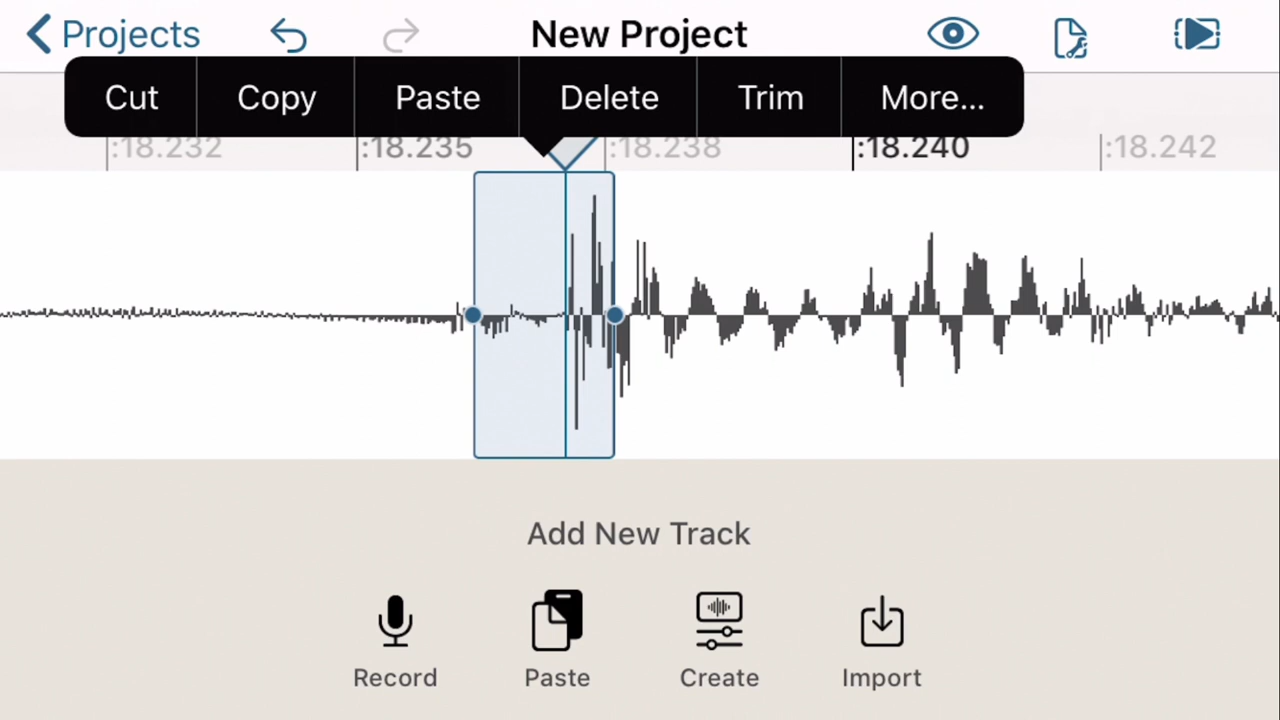 Projects
New Project
Cut Copy Paste Delete Trim More...
:18.232 :18.235 :18.238 :18.240 :18.242
Add New Track
Record Paste Create Import